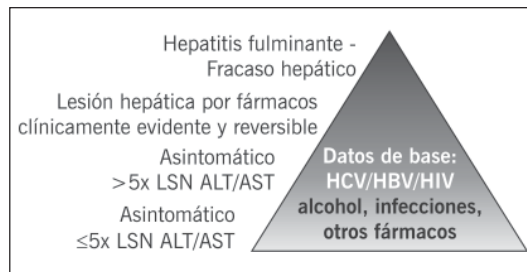 Hepatitis fulminante -
Fracaso hepático
Lesión hepática por fármacos
clínicamente evidente y reversible
Asintomático
>5x LSN ALT/AST
Asintomático
≤5x LSN ALT/AST
Datos de base:
HCV/HBV/HIV
alcohol, infecciones,
otros fármacos